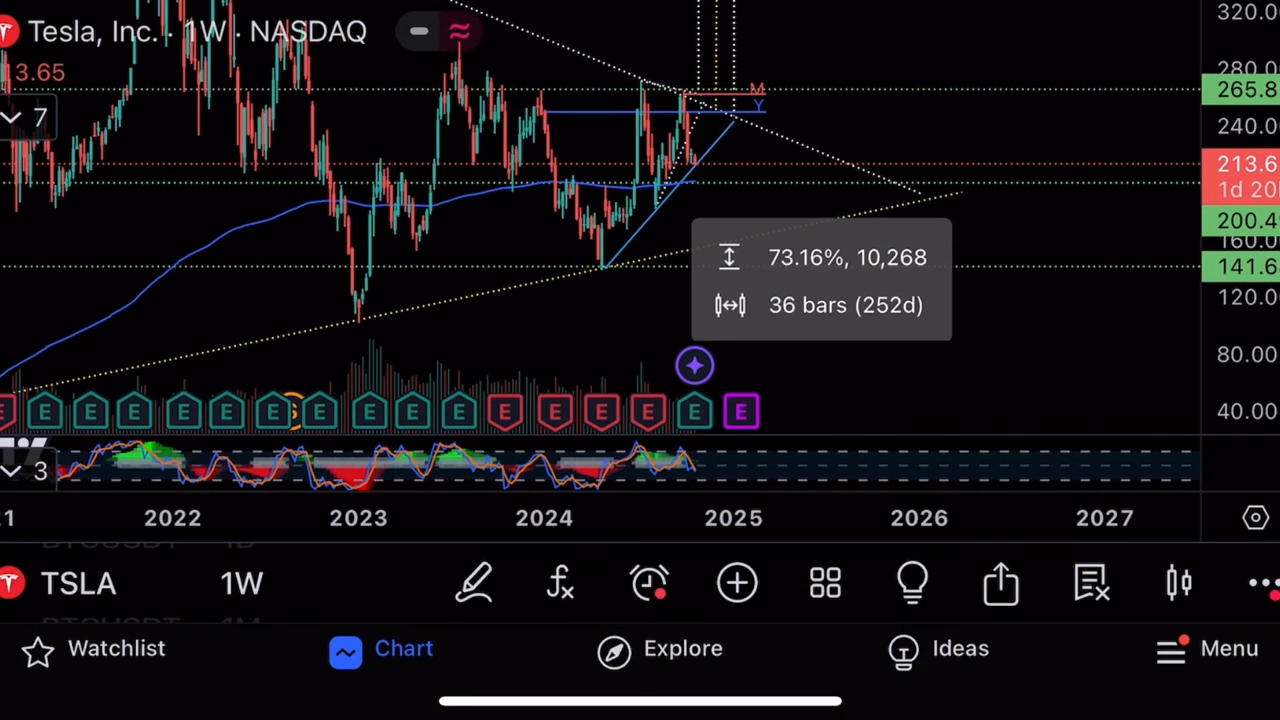 Tesla, Inc. · 1W · NASDAQ
3.65
7
M
Y
320.0
280.0
265.8
240.0
213.6
1d 20
200.4
160.0
141.6
120.0
80.00
40.00
73.16%, 10,268
36 bars (252d)
E E E E E E E E E E E E E E E E E
3
2022 2023 2024 2025 2026 2027
TSLA 1W
Watchlist Chart Explore Ideas Menu